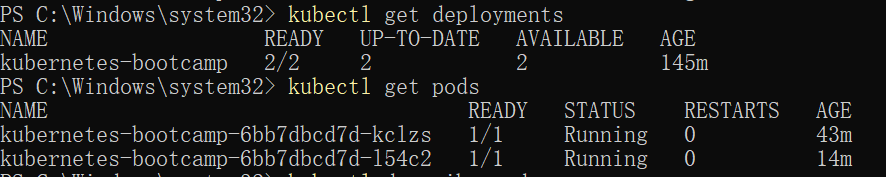 PS C:\Windows\system32> kubectl get deployments
NAME READY UP-TO-DATE AVAILABLE AGE
kubernetes-bootcamp 2/2 2 2 145m
PS C:\Windows\system32> kubectl get pods
NAME READY STATUS RESTARTS AGE
kubernetes-bootcamp-6bb7dbcd7d-kclzs 1/1 Running 0 43m
kubernetes-bootcamp-6bb7dbcd7d-l54c2 1/1 Running 0 14m